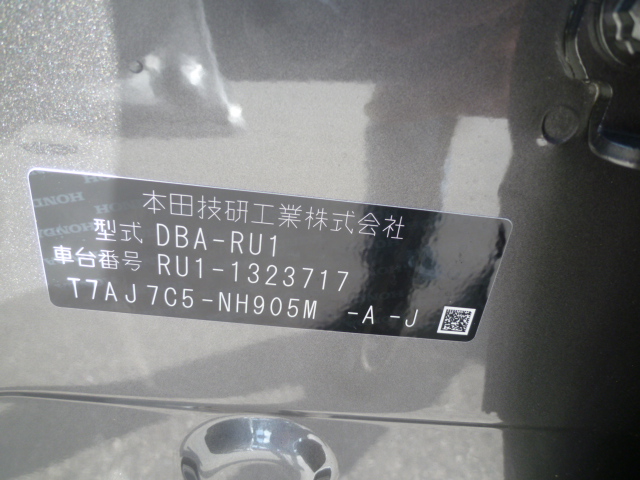 本田技研工業株式会社
型式 DBA-RU1
車台番号 RU1-1323717
T7AJ7C5-NH905M -A -J
HONDA